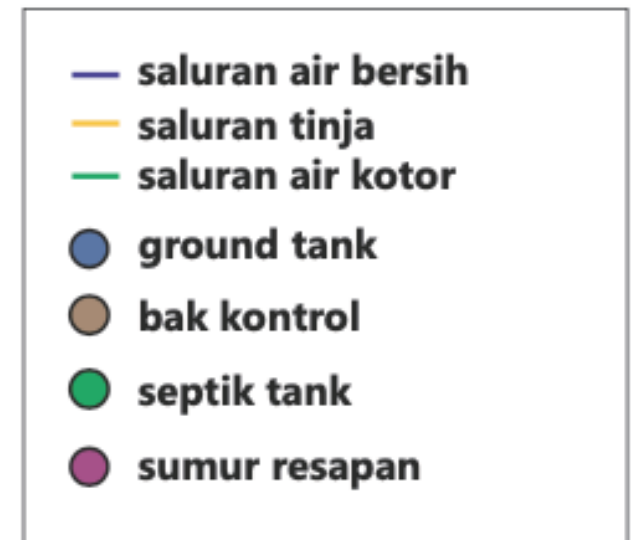 saluran air bersih
saluran tinja
saluran air kotor
ground tank
bak kontrol
septik tank
sumur resapan